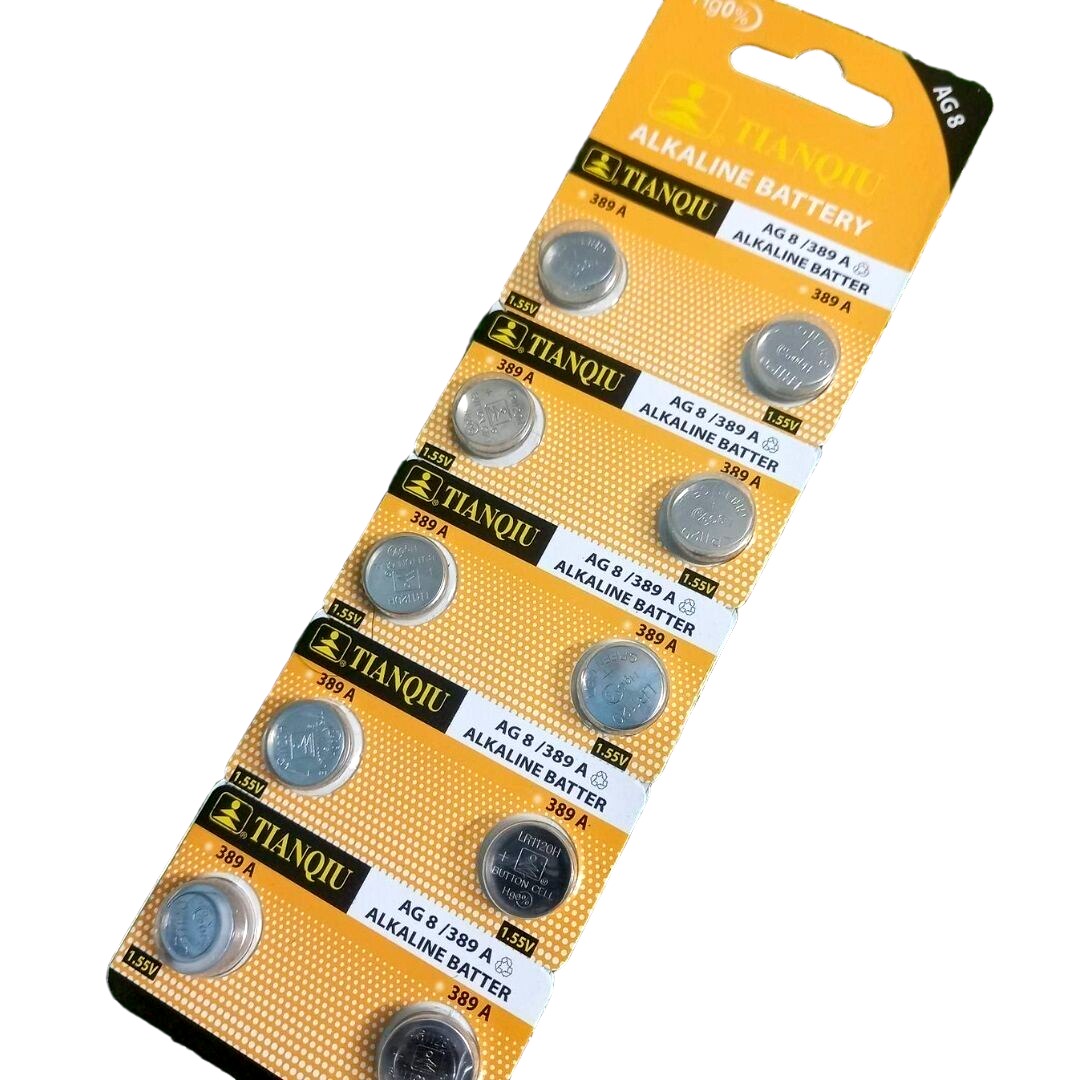 Hg0%
AG 8
TIANQIU
ALKALINE BATTERY
TIANQIU
AG 8 /389 A
ALKALINE BATTER
389 A
389 A
1.55V
1.55V
TIANQIU
AG 8 /389 A
ALKALINE BATTER
389 A
389 A
1.55V
1.55V
TIANQIU
AG 8 /389 A
ALKALINE BATTER
389 A
389 A
1.55V
1.55V
TIANQIU
AG 8 /389 A
ALKALINE BATTER
389 A
389 A
LR1120H
+
BUTTON CELL
Hg0%
1.55V
1.55V
TIANQIU
AG 8 /389 A
ALKALINE BATTER
389 A
389 A
1.55V